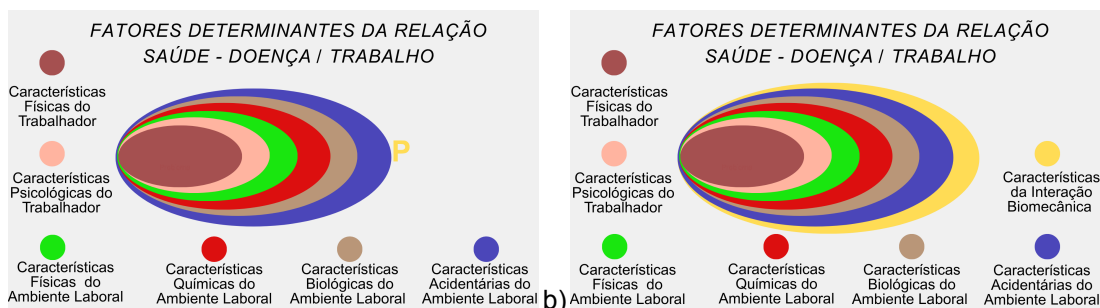 FATORES DETERMINANTES DA RELAÇÃO
SAÚDE - DOENÇA / TRABALHO
Características
Físicas do
Trabalhador
P
Características
Psicológicas do
Trabalhador
Características
Físicas do
Ambiente Laboral
Características
Químicas do
Ambiente Laboral
Características
Biológicas do
Ambiente Laboral
Características
Acidentárias do
Ambiente Laboral
b)
FATORES DETERMINANTES DA RELAÇÃO
SAÚDE - DOENÇA / TRABALHO
Características
Físicas do
Trabalhador
Características
Psicológicas do
Trabalhador
Características
da Interação
Biomecânica
Características
Físicas do
Ambiente Laboral
Características
Químicas do
Ambiente Laboral
Características
Biológicas do
Ambiente Laboral
Características
Acidentárias do
Ambiente Laboral